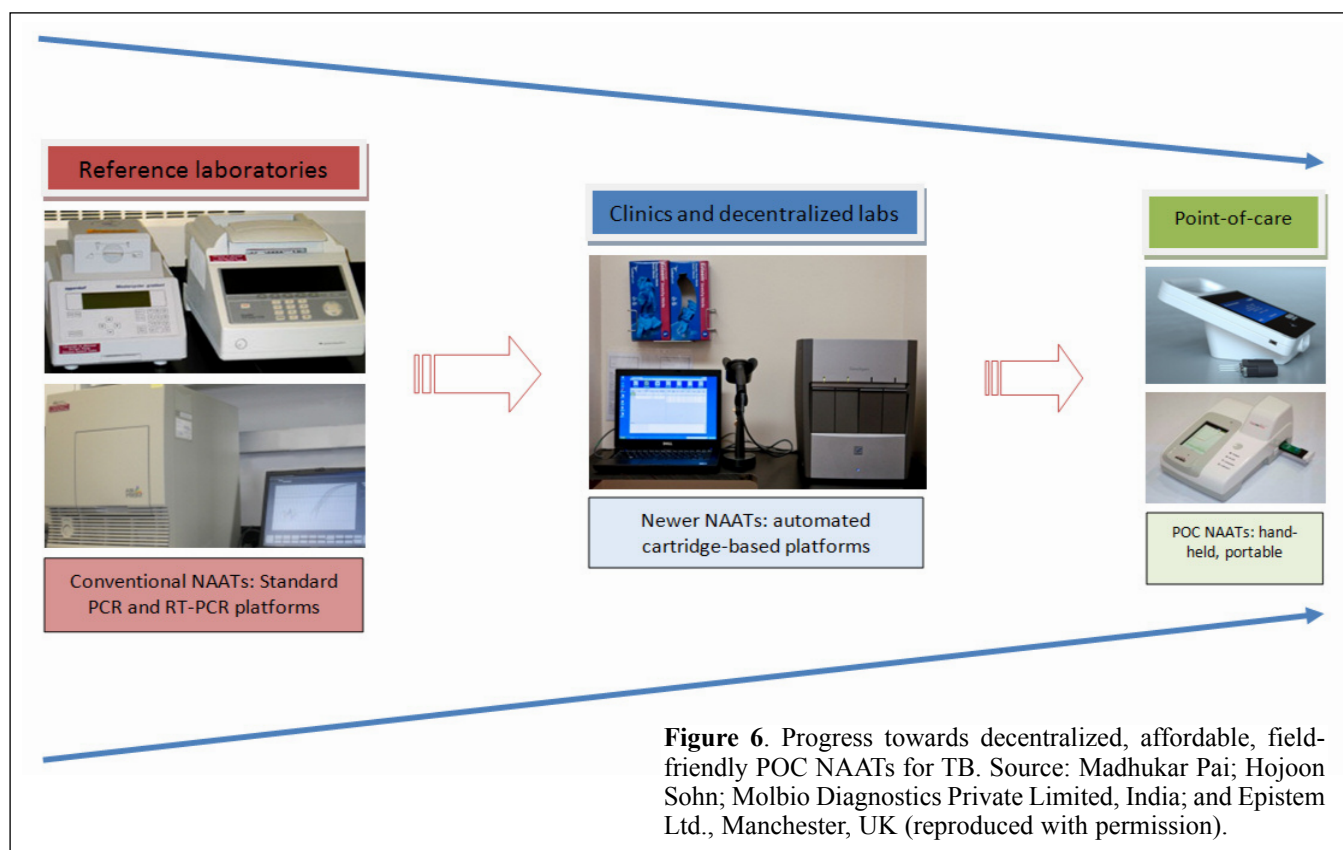 Reference laboratories
Conventional NAATs: Standard
PCR and RT-PCR platforms
Clinics and decentralized labs
Newer NAATs: automated
cartridge-based platforms
Point-of-care
POC NAATs: hand-
held, portable
Figure 6. Progress towards decentralized, affordable, field-
friendly POC NAATs for TB. Source: Madhukar Pai; Hojoon
Sohn; Molbio Diagnostics Private Limited, India; and Epistem
Ltd., Manchester, UK (reproduced with permission).